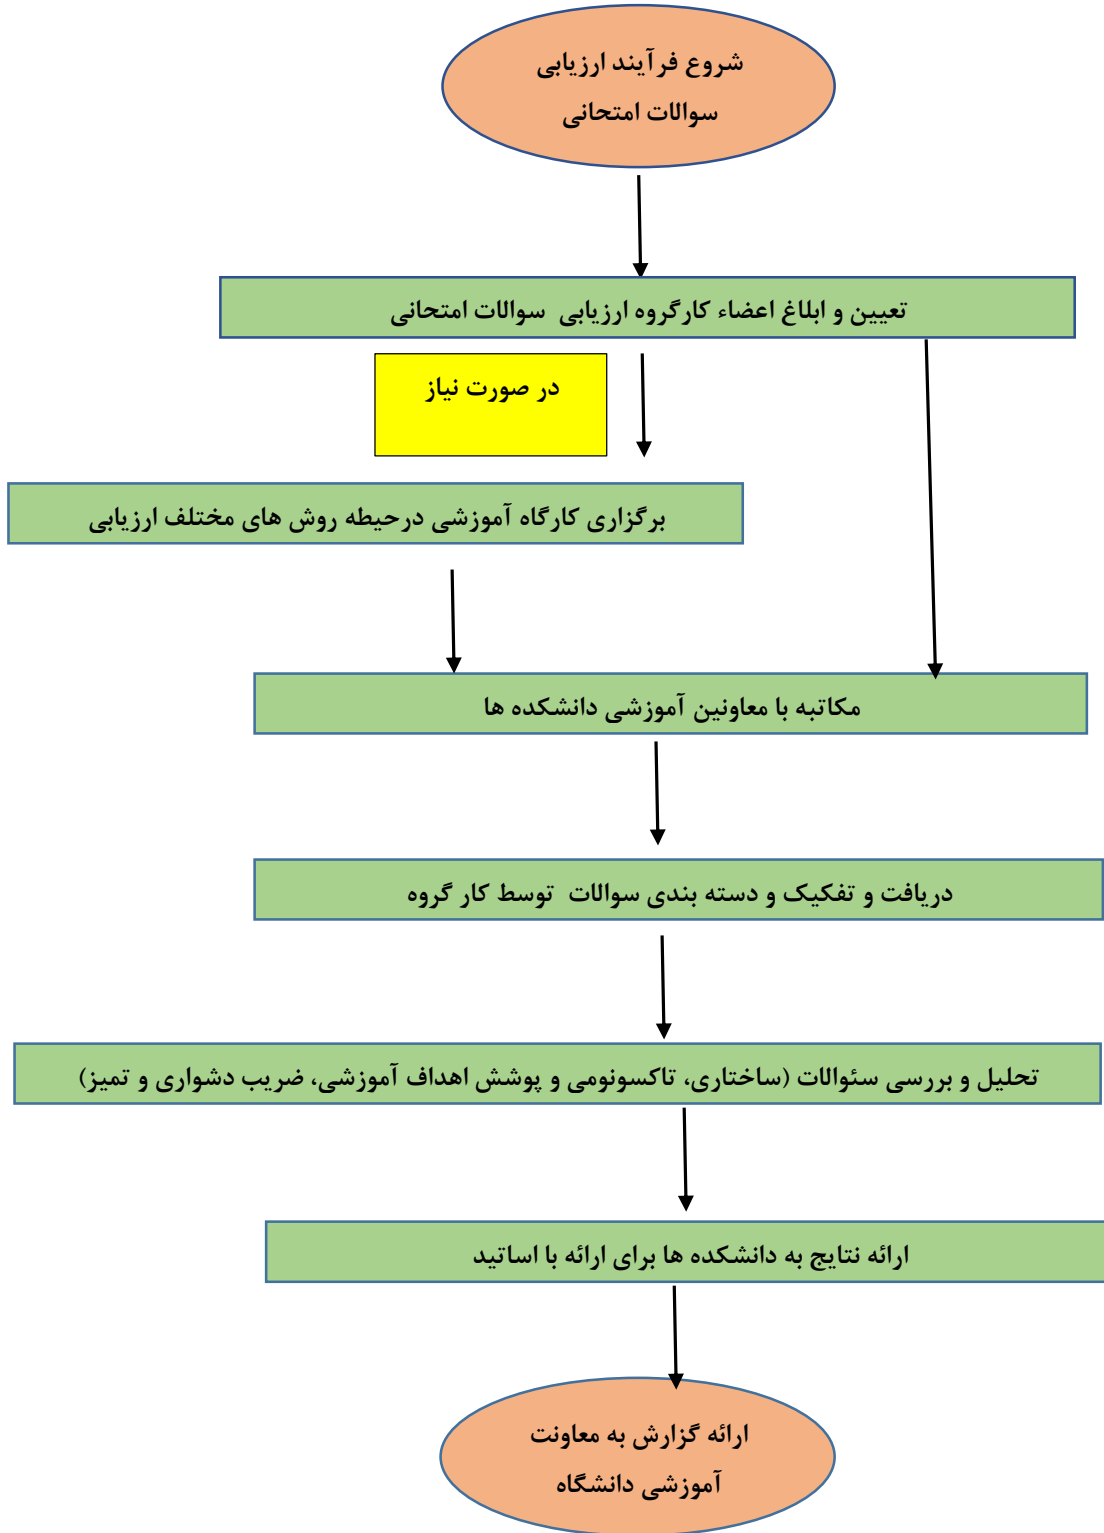 شروع فرآیند ارزیابی
سوالات امتحانی
تعیین و ابلاغ اعضاء کارگروه ارزیابی سوالات امتحانی
در صورت نیاز
برگزاری کارگاه آموزشی درحیطه روش های مختلف ارزیابی
مکاتبه با معاونین آموزشی دانشکده ها
دریافت و تفکیک و دسته بندی سوالات توسط کار گروه
تحلیل و بررسی سئوالات (ساختاری، تاکسونومی و پوشش اهداف آموزشی، ضریب دشواری و تمیز)
ارائه نتایج به دانشکده ها برای ارائه با اساتید
ارائه گزارش به معاونت
آموزشی دانشگاه